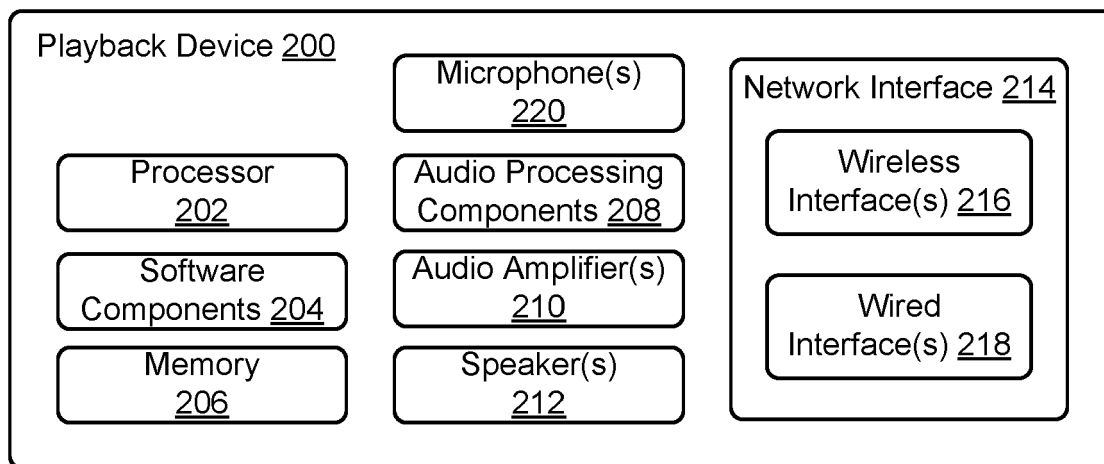 Playback Device 200
Processor
202
Software
Components 204
Memory
206
Microphone(s)
220
Audio Processing
Components 208
Audio Amplifier(s)
210
Speaker(s)
212
Network Interface 214
Wireless
Interface(s) 216
Wired
Interface(s) 218